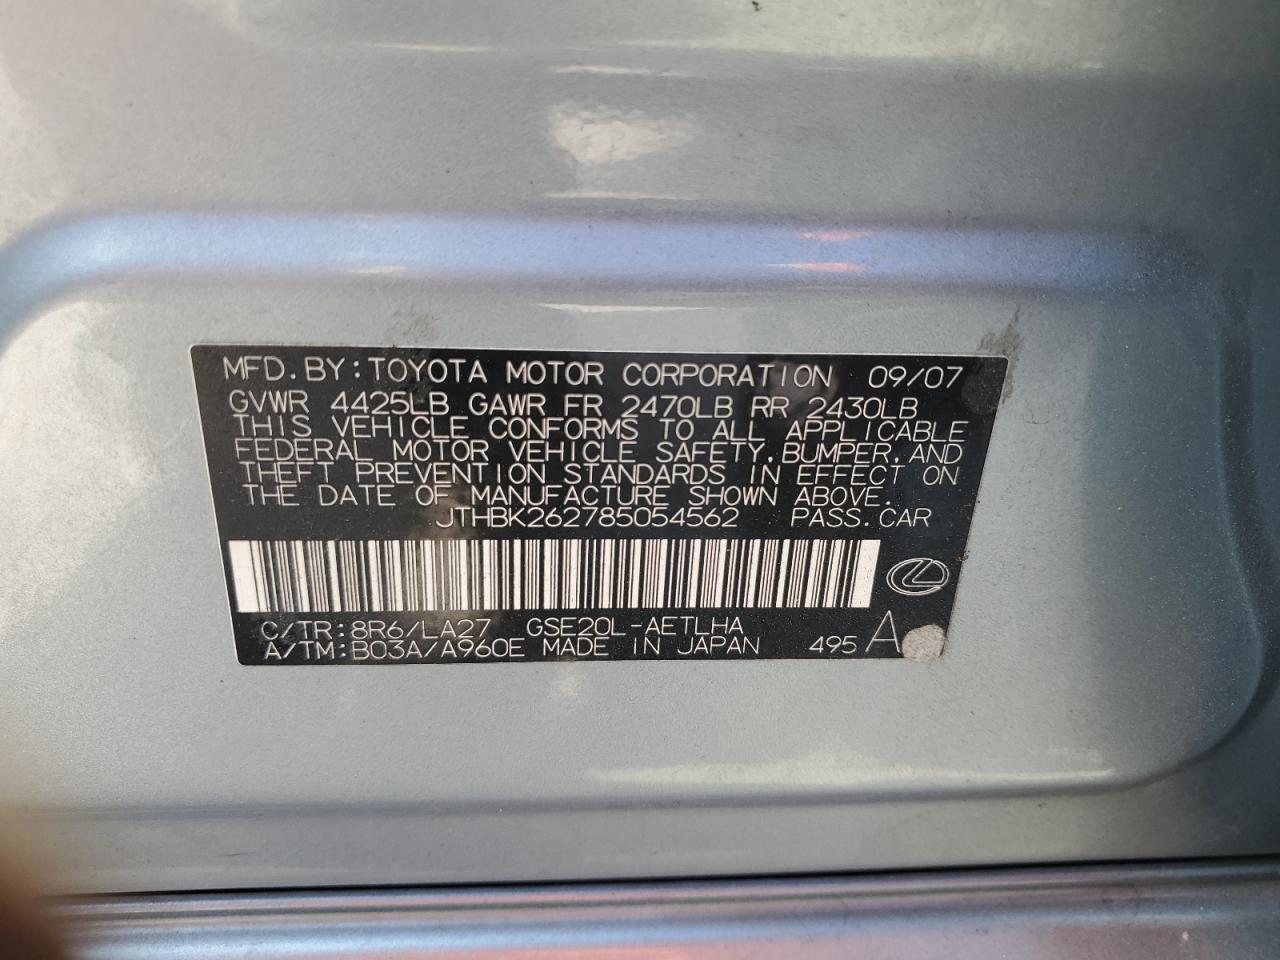 MFD. BY: TOYOTA MOTOR CORPORATION 09/07
GVWR 4425LB GAWR FR 2470LB RR 2430LB
THIS VEHICLE CONFORMS TO ALL APPLICABLE
FEDERAL MOTOR VEHICLE SAFETY, BUMPER, AND
THEFT PREVENTION STANDARDS IN EFFECT ON
THE DATE OF MANUFACTURE SHOWN ABOVE.
JTHBK262785054562 PASS. CAR
C/TR: 8R6/LA27 GSE20L-AETLHA
A/TM: B03A/A960E MADE IN JAPAN 495 A